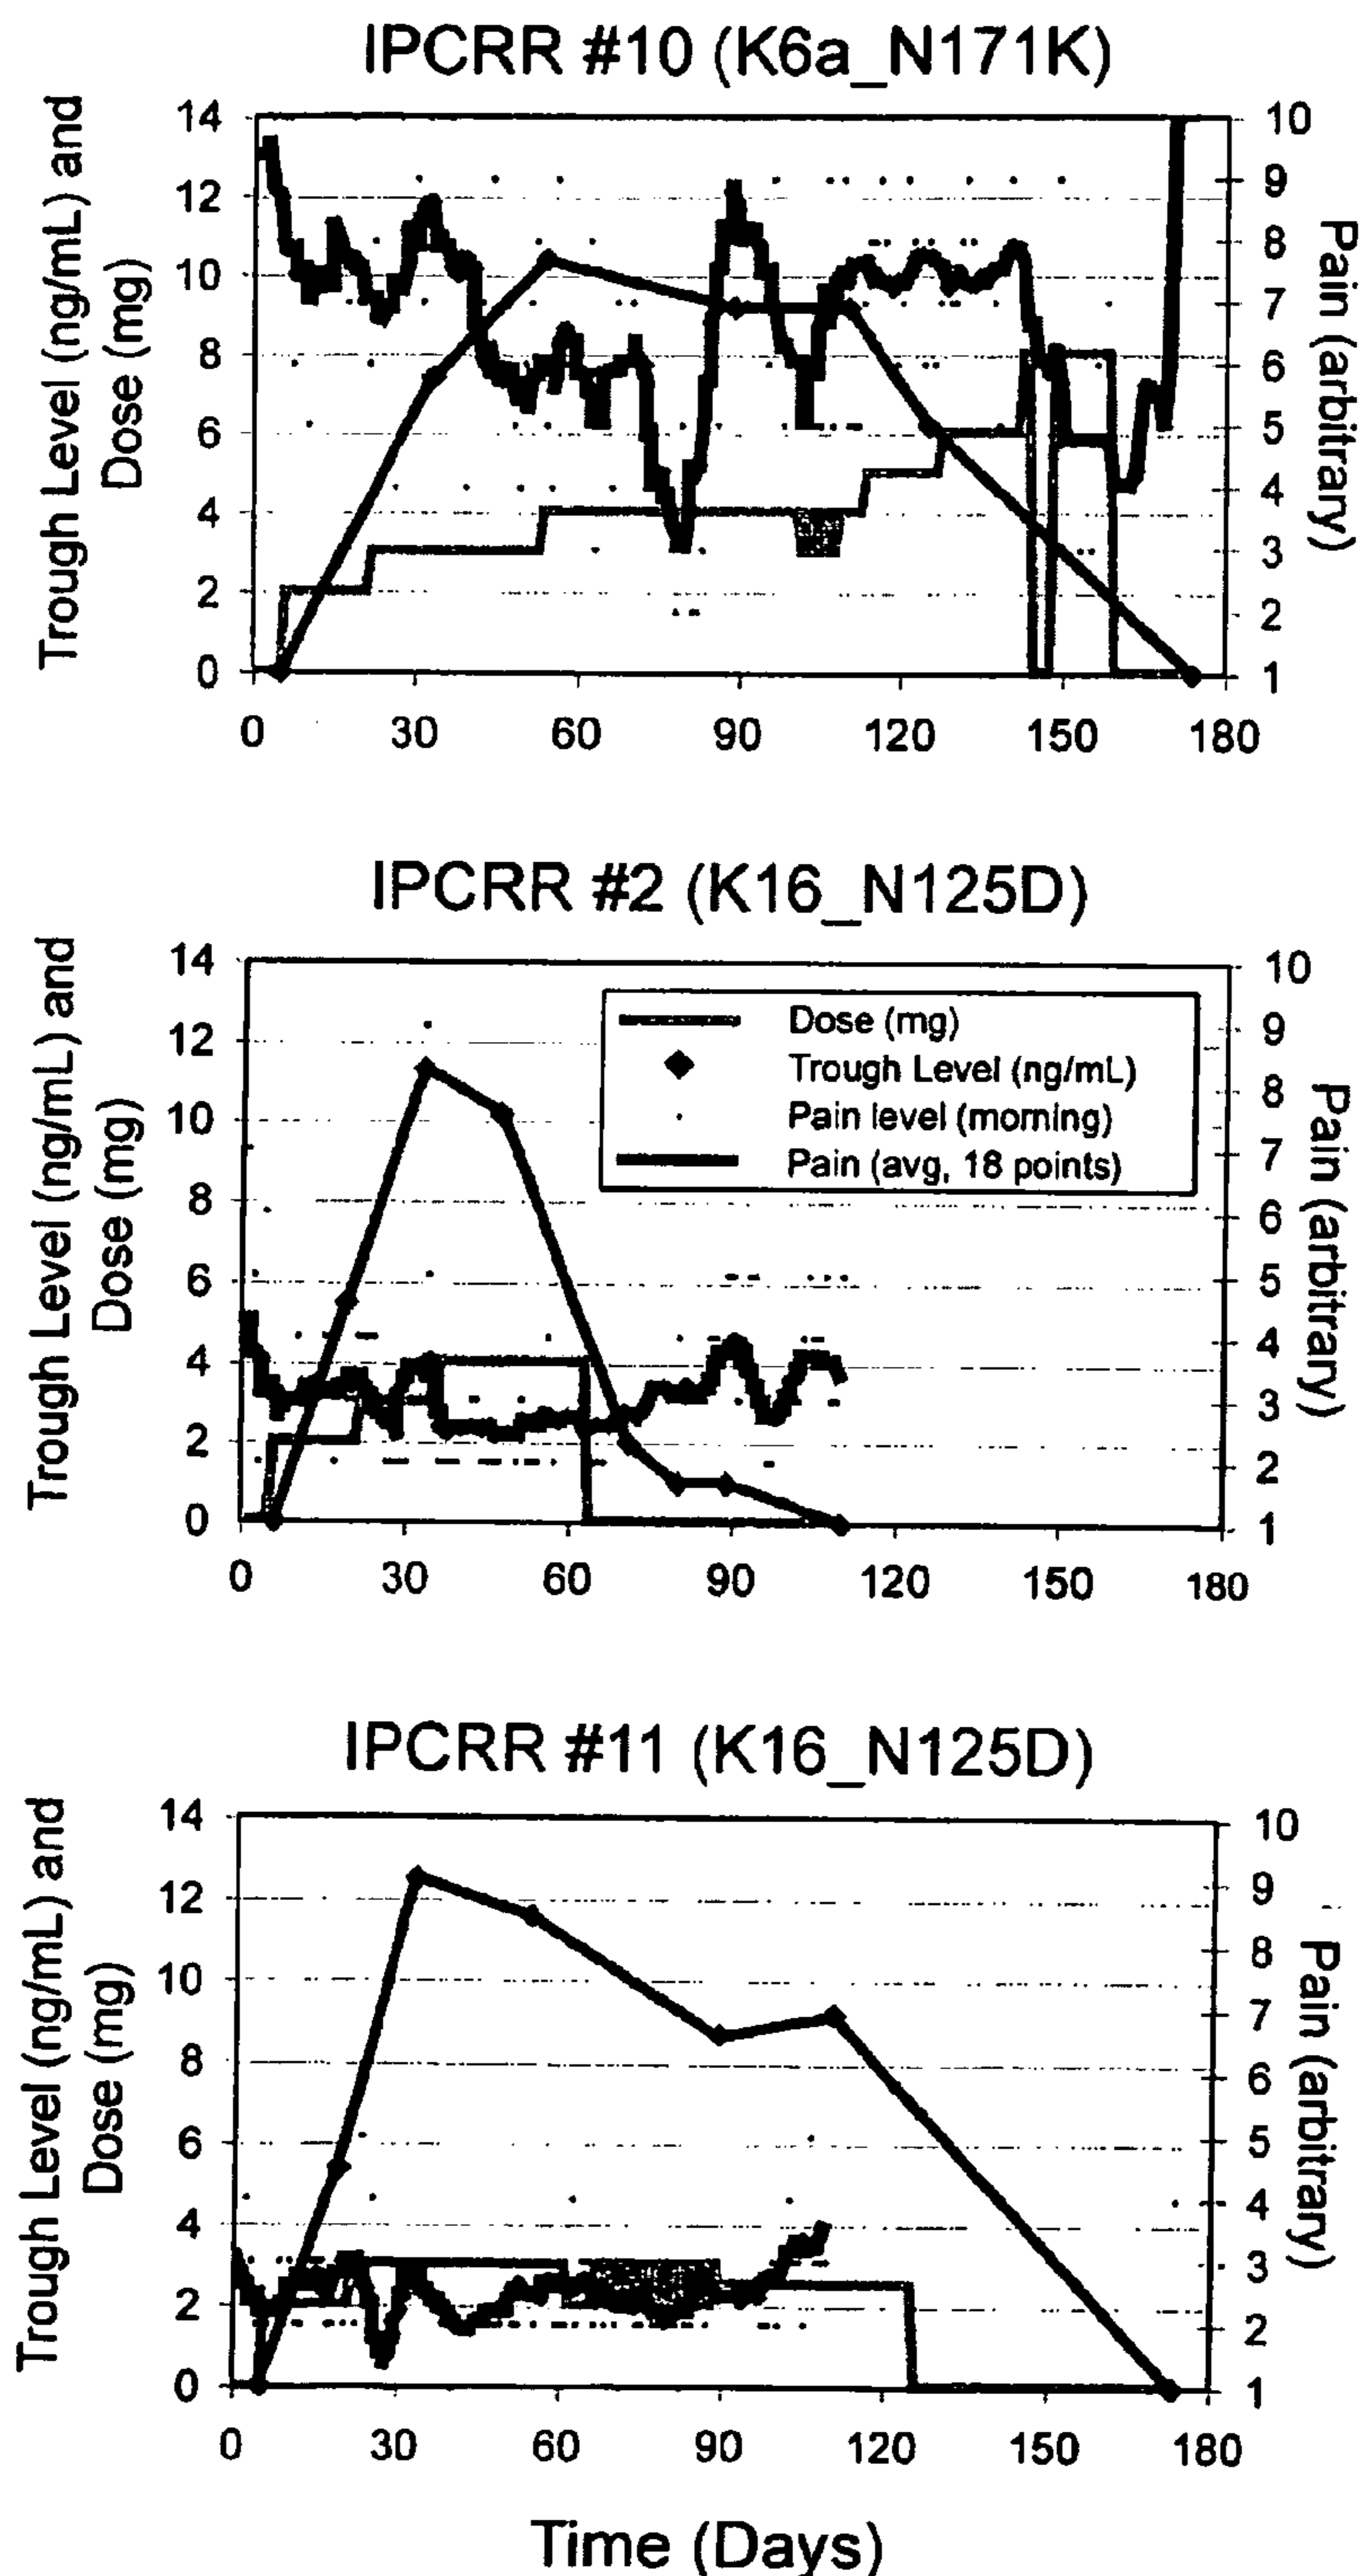 IPCRR #10 (K6a_N171K)
Trough Level (ng/mL) and
Dose (mg)
14
12
10
8
6
4
2
0
10
9
8
7
6
5
4
3
2
1
Pain (arbitrary)
0 30 60 90 120 150 180
IPCRR #2 (K16_N125D)
Trough Level (ng/mL) and
Dose (mg)
14
12
10
8
6
4
2
0
Dose (mg)
Trough Level (ng/mL)
Pain level (morning)
Pain (avg, 18 points)
10
9
8
7
6
5
4
3
2
1
Pain (arbitrary)
0 30 60 90 120 150 180
IPCRR #11 (K16_N125D)
Trough Level (ng/mL) and
Dose (mg)
14
12
10
8
6
4
2
0
10
9
8
7
6
5
4
3
2
1
Pain (arbitrary)
0 30 60 90 120 150 180
Time (Days)